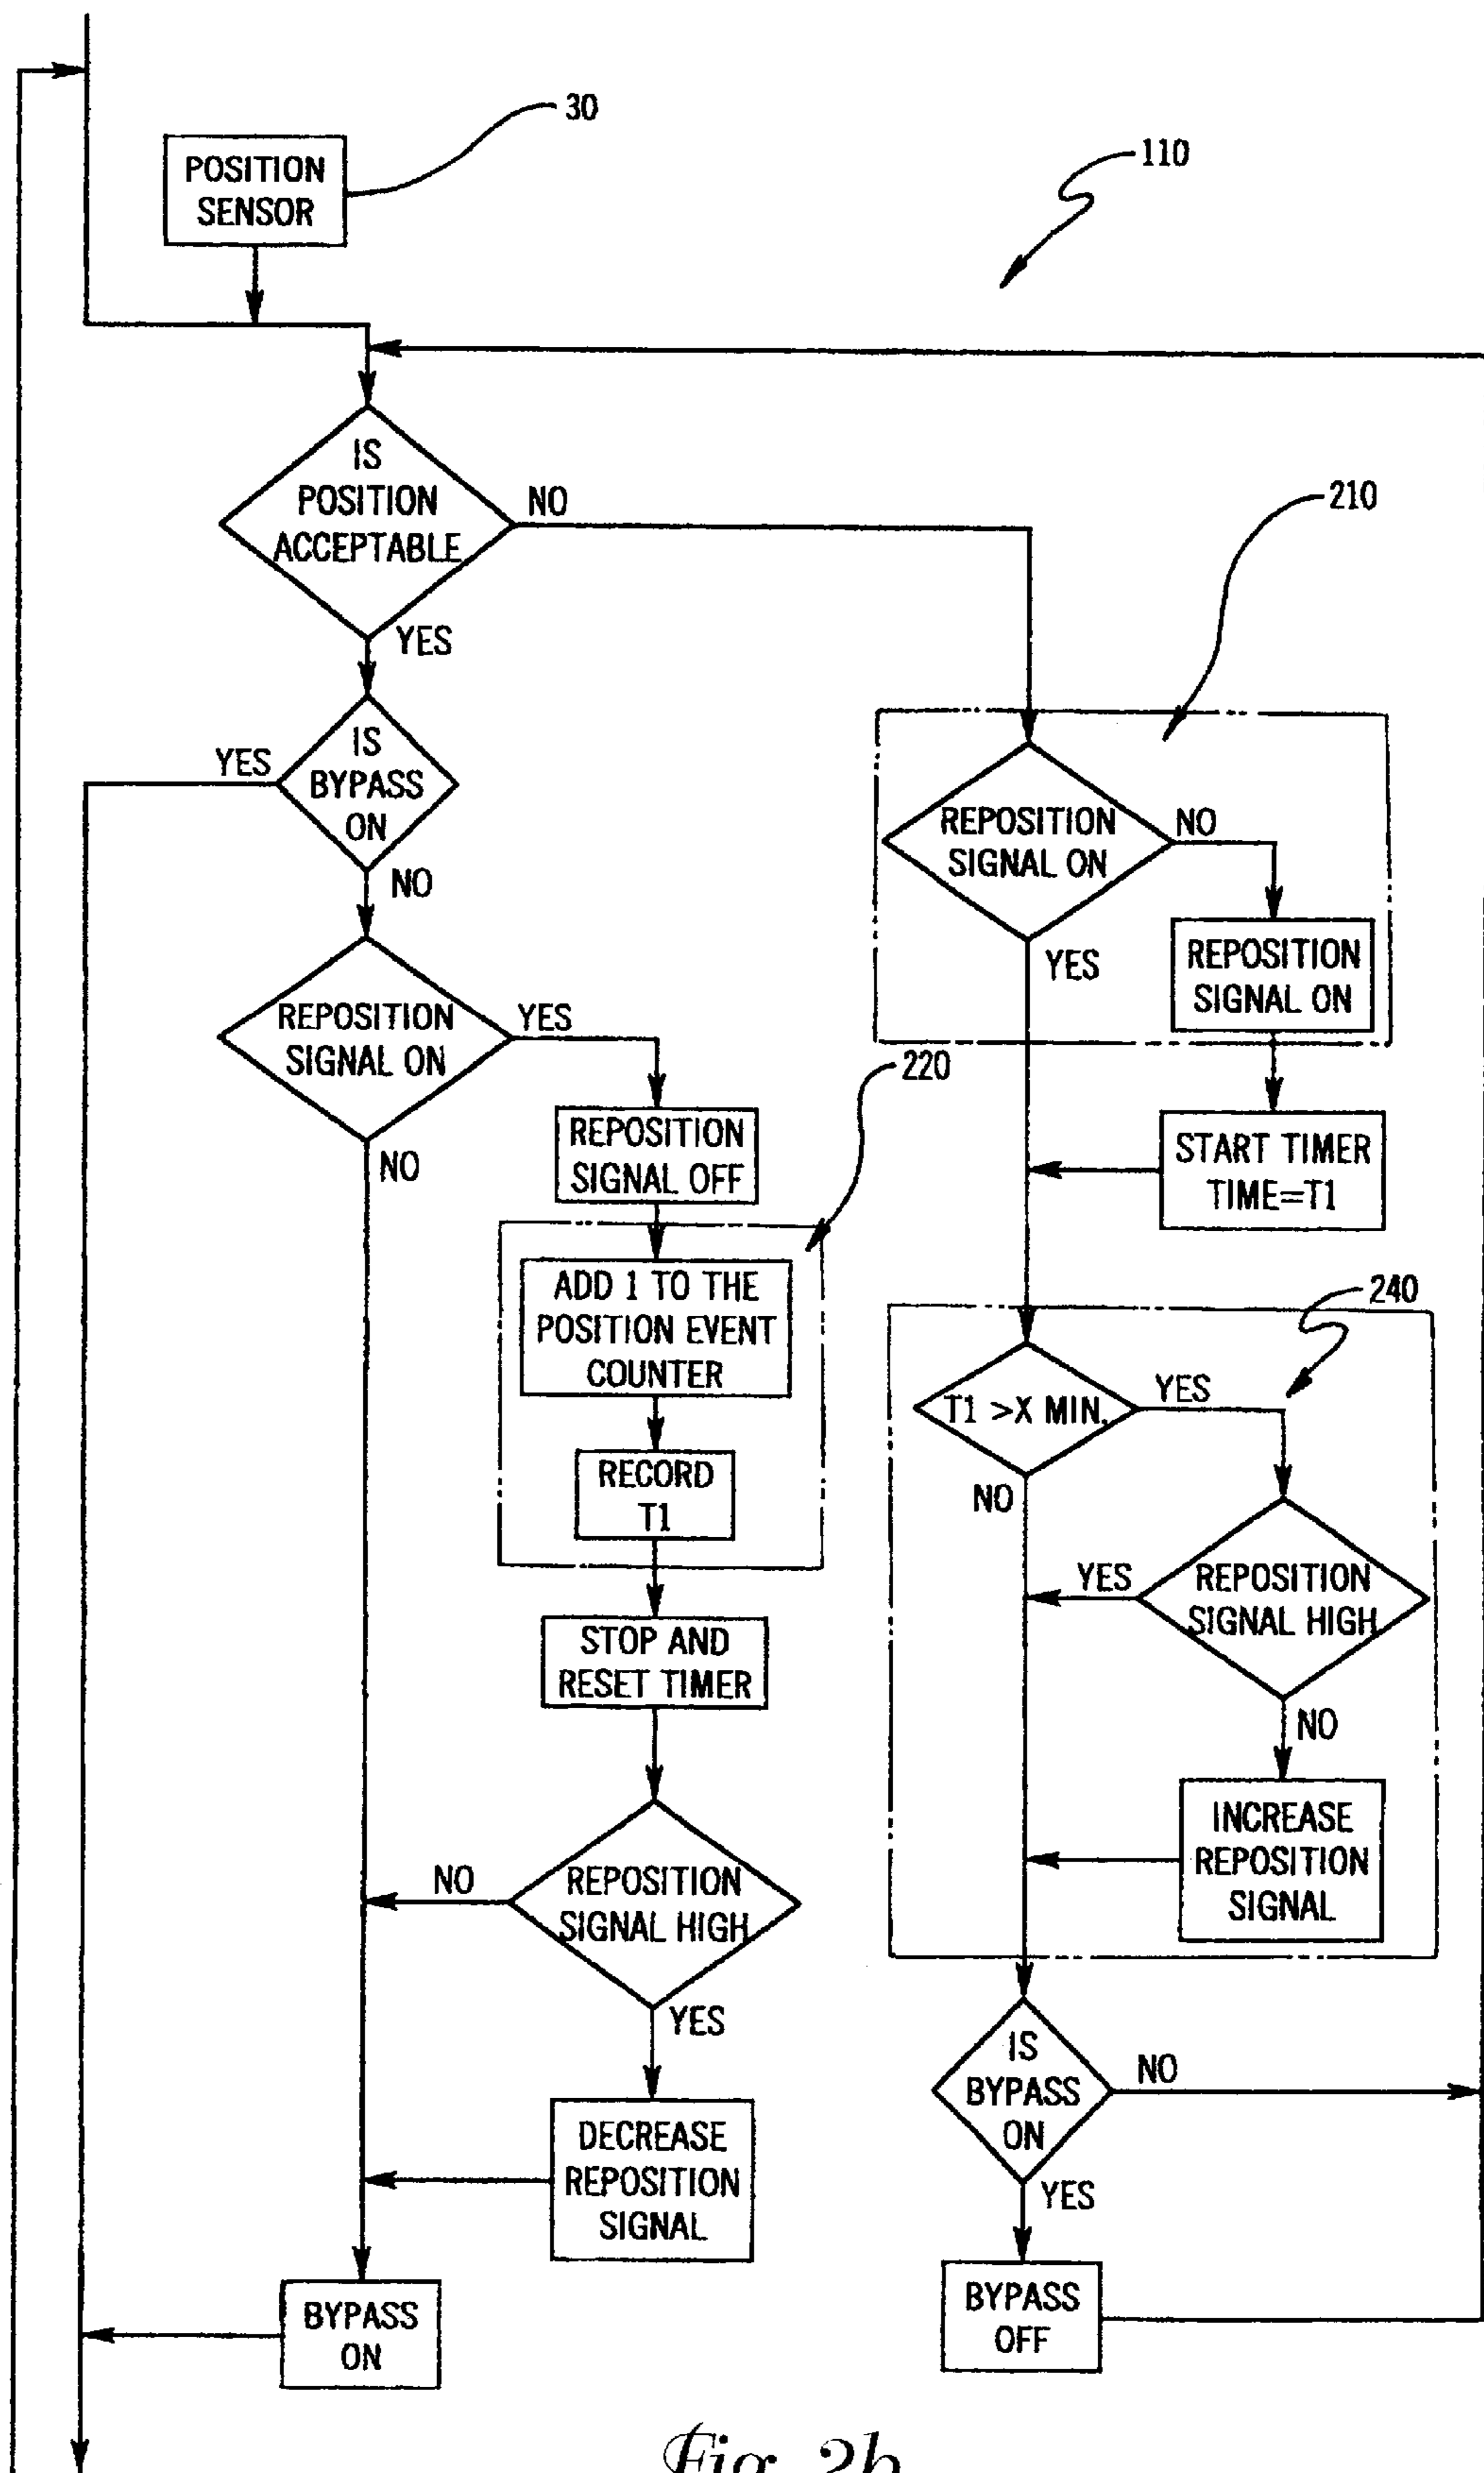 30
POSITION
SENSOR
110
IS
POSITION
ACCEPTABLE
NO
YES
210
IS
BYPASS
ON
YES
NO
REPOSITION
SIGNAL ON
NO
YES
REPOSITION
SIGNAL ON
REPOSITION
SIGNAL ON
YES
NO
220
REPOSITION
SIGNAL OFF
START TIMER
TIME=T1
ADD 1 TO THE
POSITION EVENT
COUNTER
RECORD
T1
240
T1 >X MIN.
YES
NO
REPOSITION
SIGNAL HIGH
YES
NO
STOP AND
RESET TIMER
INCREASE
REPOSITION
SIGNAL
REPOSITION
SIGNAL HIGH
NO
YES
IS
BYPASS
ON
NO
YES
DECREASE
REPOSITION
SIGNAL
BYPASS
ON
BYPASS
OFF
Fig. 2b